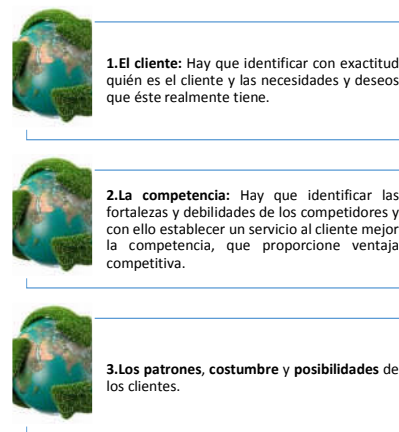 1.El cliente: Hay que identificar con exactitud
quién es el cliente y las necesidades y deseos
que éste realmente tiene.
2.La competencia: Hay que identificar las
fortalezas y debilidades de los competidores y
con ello establecer un servicio al cliente mejor
la competencia, que proporcione ventaja
competitiva.
3.Los patrones, costumbre y posibilidades de
los clientes.